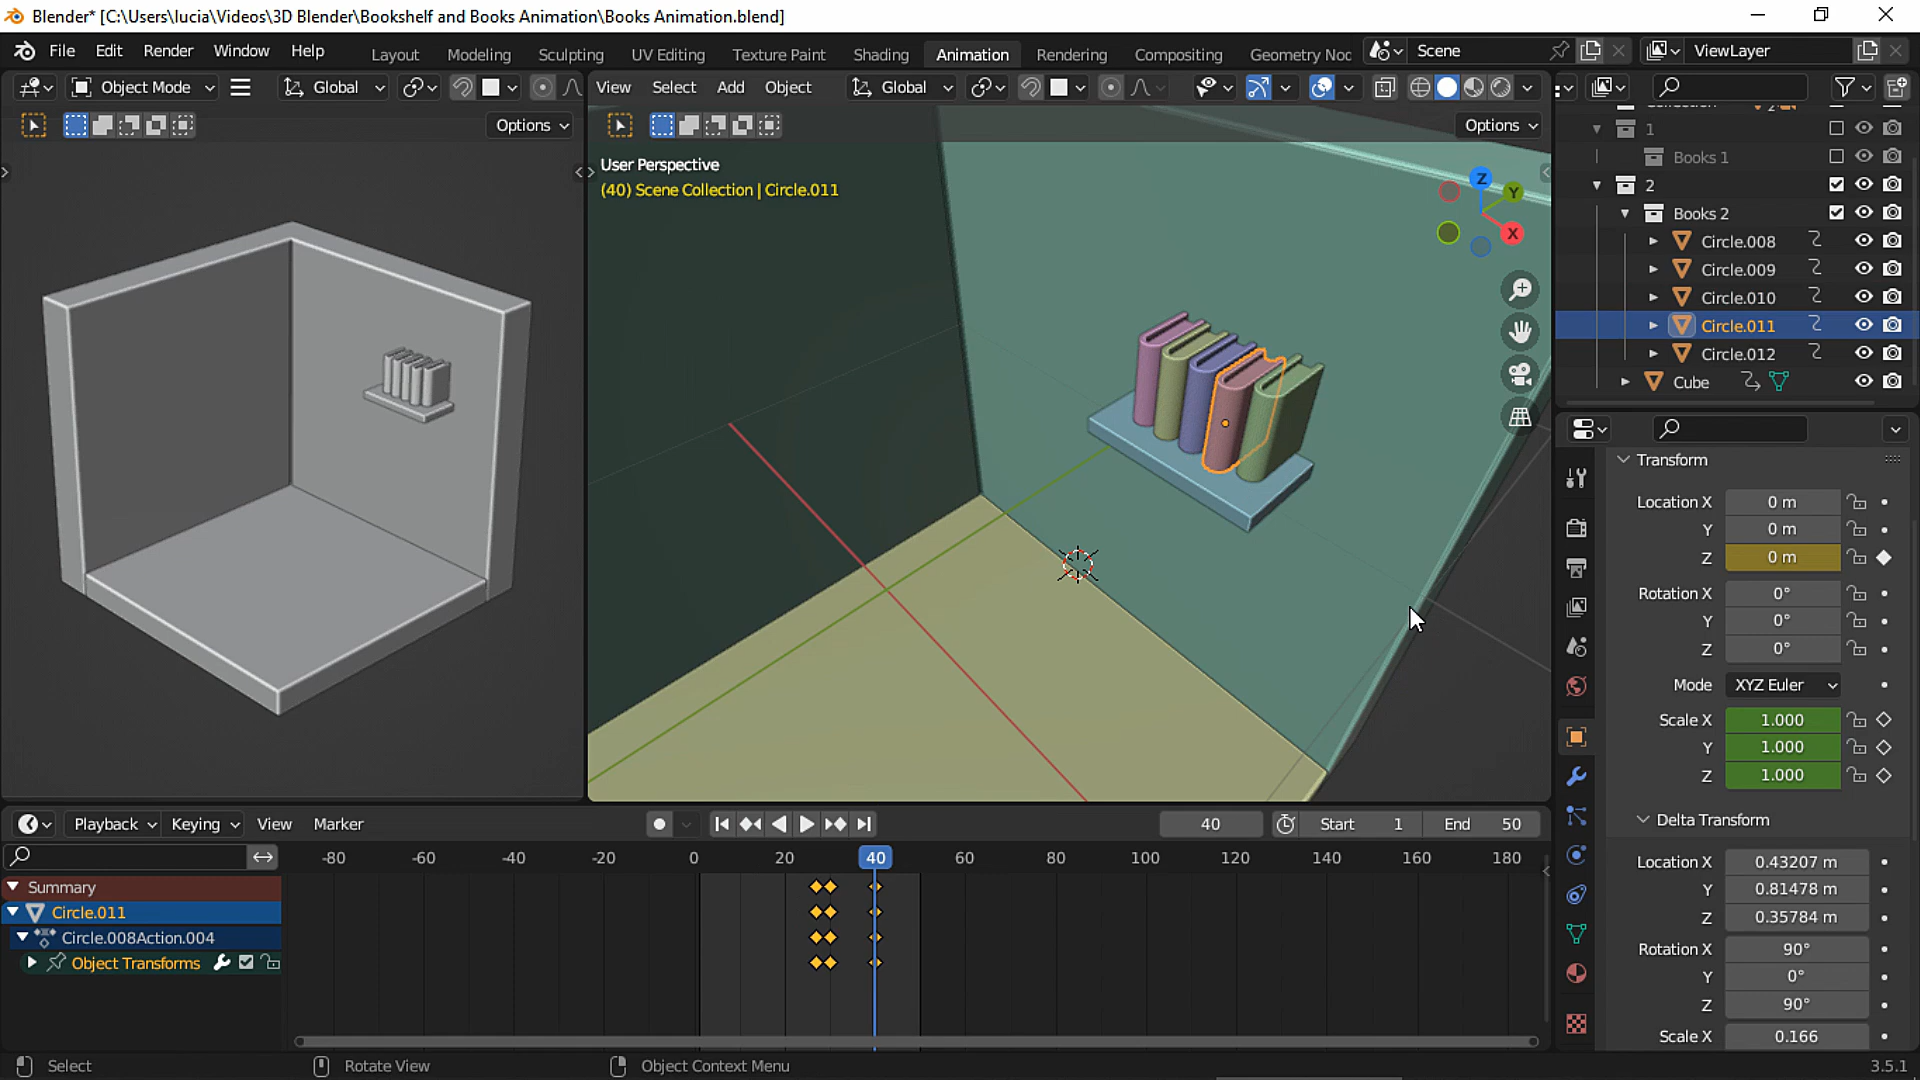 Blender* [C:\Users\lucia\Videos\3D Blender\Bookshelf and Books Animation\Books Animation.blend]
File Edit Render Window Help Layout Modeling Sculpting UV Editing Texture Paint Shading Animation Rendering Compositing Geometry Noc Scene ViewLayer
Object Mode Global View Select Add Object Global
Options Options
User Perspective
(40) Scene Collection | Circle.011
Z
Y
X
Collection 2
1
Books 1
2
Books 2
Circle.008
Circle.009
Circle.010
Circle.011
Circle.012
Cube
Transform
Location X 0 m
Y 0 m
Z 0 m
Rotation X 0°
Y 0°
Z 0°
Mode XYZ Euler
Scale X 1.000
Y 1.000
Z 1.000
Delta Transform
Location X 0.43207 m
Y 0.81478 m
Z 0.35784 m
Rotation X 90°
Y 0°
Z 90°
Scale X 0.166
Playback Keying View Marker 40 Start 1 End 50
-80 -60 -40 -20 0 20 40 60 80 100 120 140 160 180
Summary
Circle.011
Circle.008Action.004
Object Transforms
Select Rotate View Object Context Menu 3.5.1